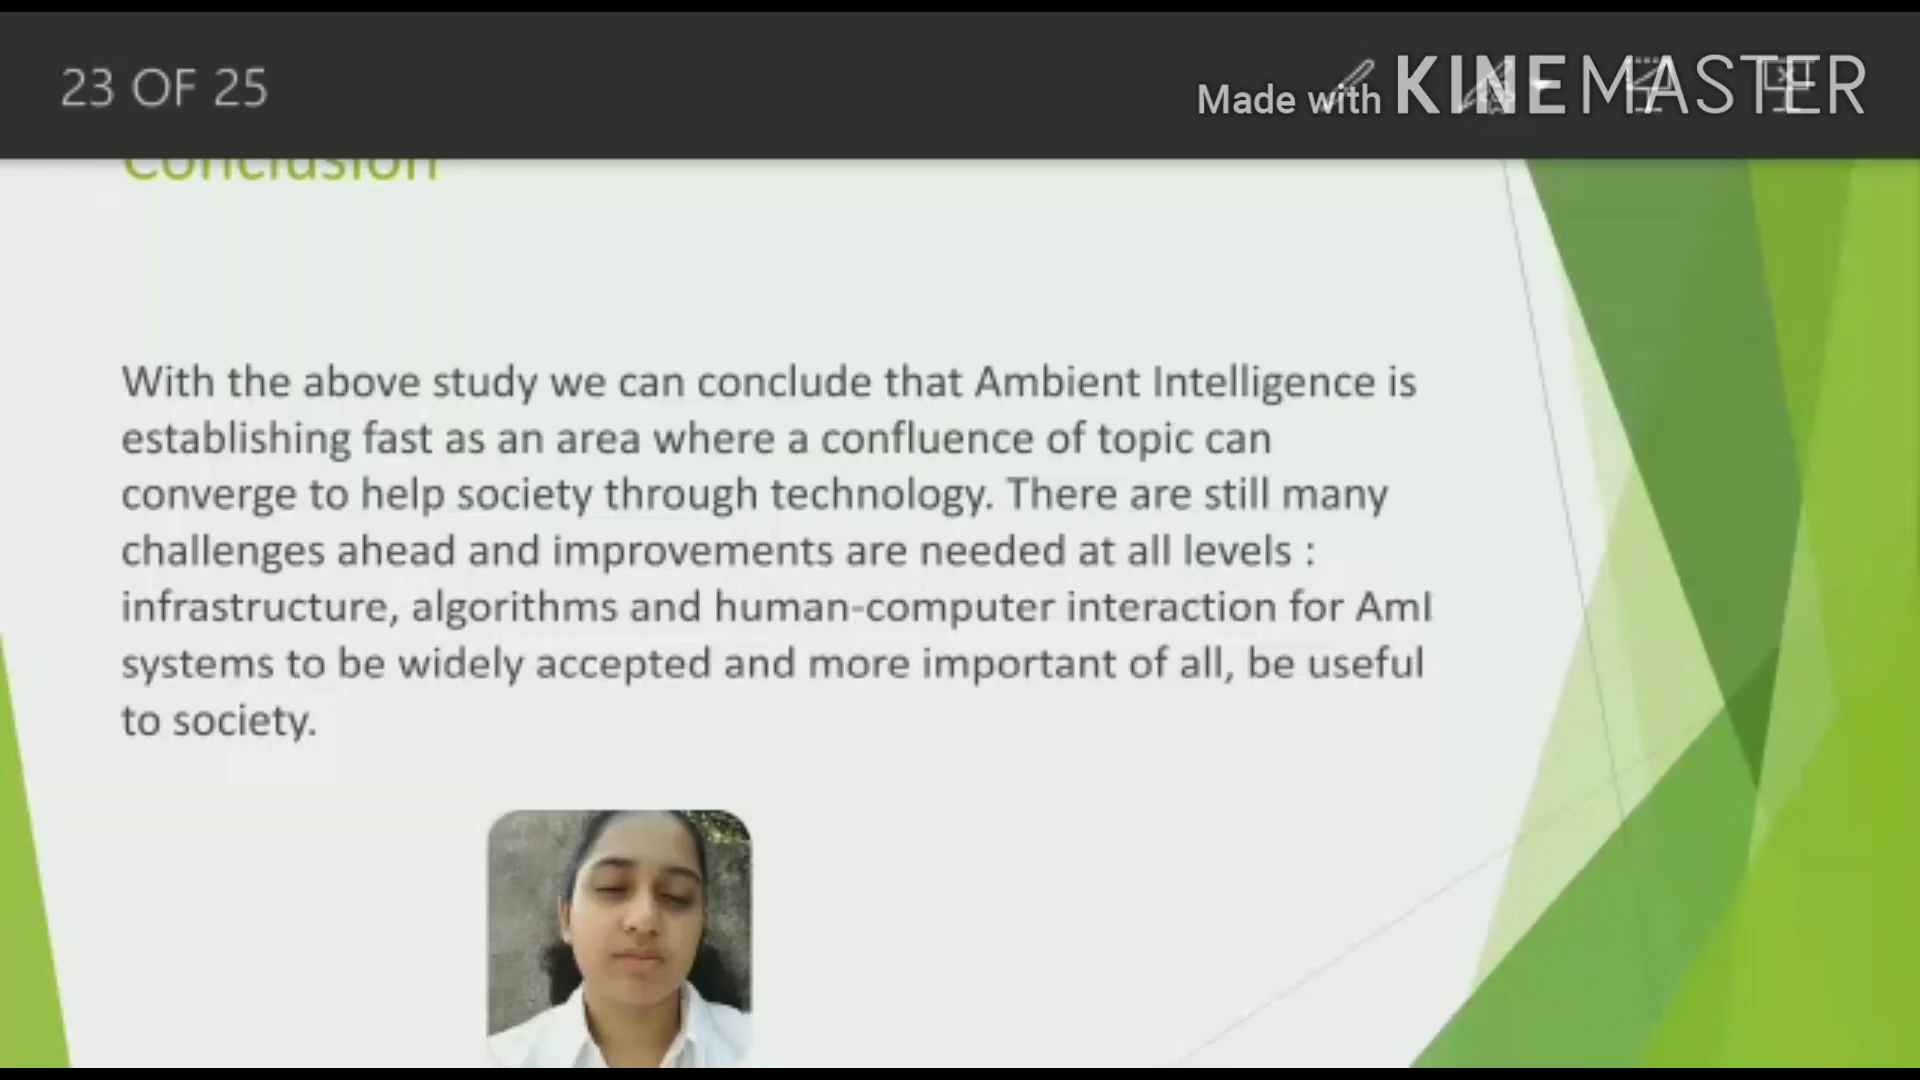 23 OF 25
Made with KINEMASTER
Conclusion
With the above study we can conclude that Ambient Intelligence is
establishing fast as an area where a confluence of topic can
converge to help society through technology. There are still many
challenges ahead and improvements are needed at all levels :
infrastructure, algorithms and human-computer interaction for AmI
systems to be widely accepted and more important of all, be useful
to society.